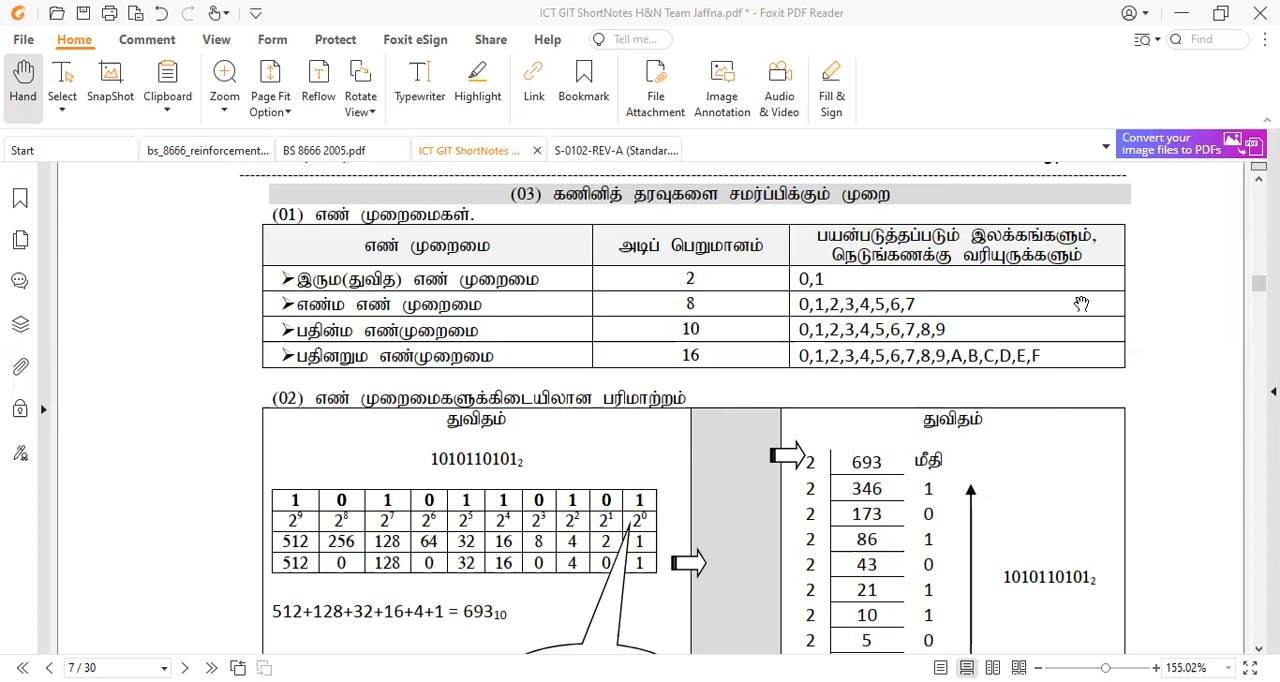 ICT GIT ShortNotes H&N Team Jaffna.pdf * - Foxit PDF Reader
File Home Comment View Form Protect Foxit eSign Share Help Tell me... Find
Hand Select SnapShot Clipboard Zoom Page Fit Option Reflow Rotate View Typewriter Highlight Link Bookmark File Attachment Image Annotation Audio & Video Fill & Sign
Start bs_8666_reinforcement... BS 8666 2005.pdf ICT GIT ShortNotes ... S-0102-REV-A (Standar....
Convert your
image files to PDFs
(03) கணினித் தரவுகளை சமர்ப்பிக்கும் முறை
(01) எண் முறைமைகள்.
எண் முறைமை அடிப் பெறுமானம் பயன்படுத்தப்படும் இலக்கங்களும்,
நெடுங்கணக்கு வரியுருக்களும்
➢இரும(துவித) எண் முறைமை 2 0,1
➢எண்ம எண் முறைமை 8 0,1,2,3,4,5,6,7
➢பதின்ம எண்முறைமை 10 0,1,2,3,4,5,6,7,8,9
➢பதினறும எண்முறைமை 16 0,1,2,3,4,5,6,7,8,9,A,B,C,D,E,F
(02) எண் முறைமைகளுக்கிடையிலான பரிமாற்றம்
துவிதம்
1010110101₂
1 0 1 0 1 1 0 1 0 1
2⁹ 2⁸ 2⁷ 2⁶ 2⁵ 2⁴ 2³ 2² 2¹ 2⁰
512 256 128 64 32 16 8 4 2 1
512 0 128 0 32 16 0 4 0 1
512+128+32+16+4+1 = 693₁₀
துவிதம்
2 693 மீதி
2 346 1
2 173 0
2 86 1
2 43 0
2 21 1
2 10 1
2 5 0
1010110101₂
7 / 30 155.02%